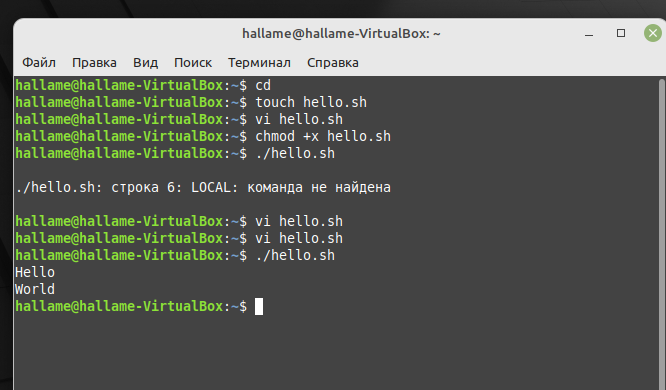 hallame@hallame-VirtualBox: ~
Файл Правка Вид Поиск Терминал Справка
hallame@hallame-VirtualBox:~$ cd
hallame@hallame-VirtualBox:~$ touch hello.sh
hallame@hallame-VirtualBox:~$ vi hello.sh
hallame@hallame-VirtualBox:~$ chmod +x hello.sh
hallame@hallame-VirtualBox:~$ ./hello.sh
./hello.sh: строка 6: LOCAL: команда не найдена
hallame@hallame-VirtualBox:~$ vi hello.sh
hallame@hallame-VirtualBox:~$ vi hello.sh
hallame@hallame-VirtualBox:~$ ./hello.sh
Hello
World
hallame@hallame-VirtualBox:~$